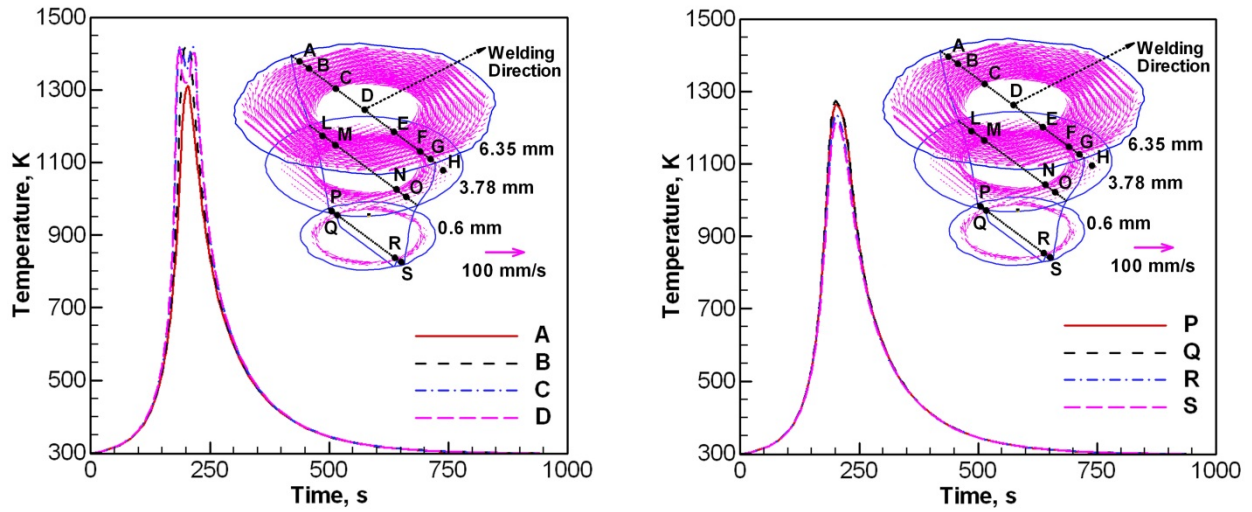 1500
1300
1100
900
700
500
300
Temperature, K
0
250
500
750
1000
Time, s
A
B
C
D
E
F
G
H
L
M
N
O
P
Q
R
S
Welding
Direction
6.35 mm
3.78 mm
0.6 mm
100 mm/s
A
B
C
D
1500
1300
1100
900
700
500
300
Temperature, K
0
250
500
750
1000
Time, s
A
B
C
D
E
F
G
H
L
M
N
O
P
Q
R
S
Welding
Direction
6.35 mm
3.78 mm
0.6 mm
100 mm/s
P
Q
R
S